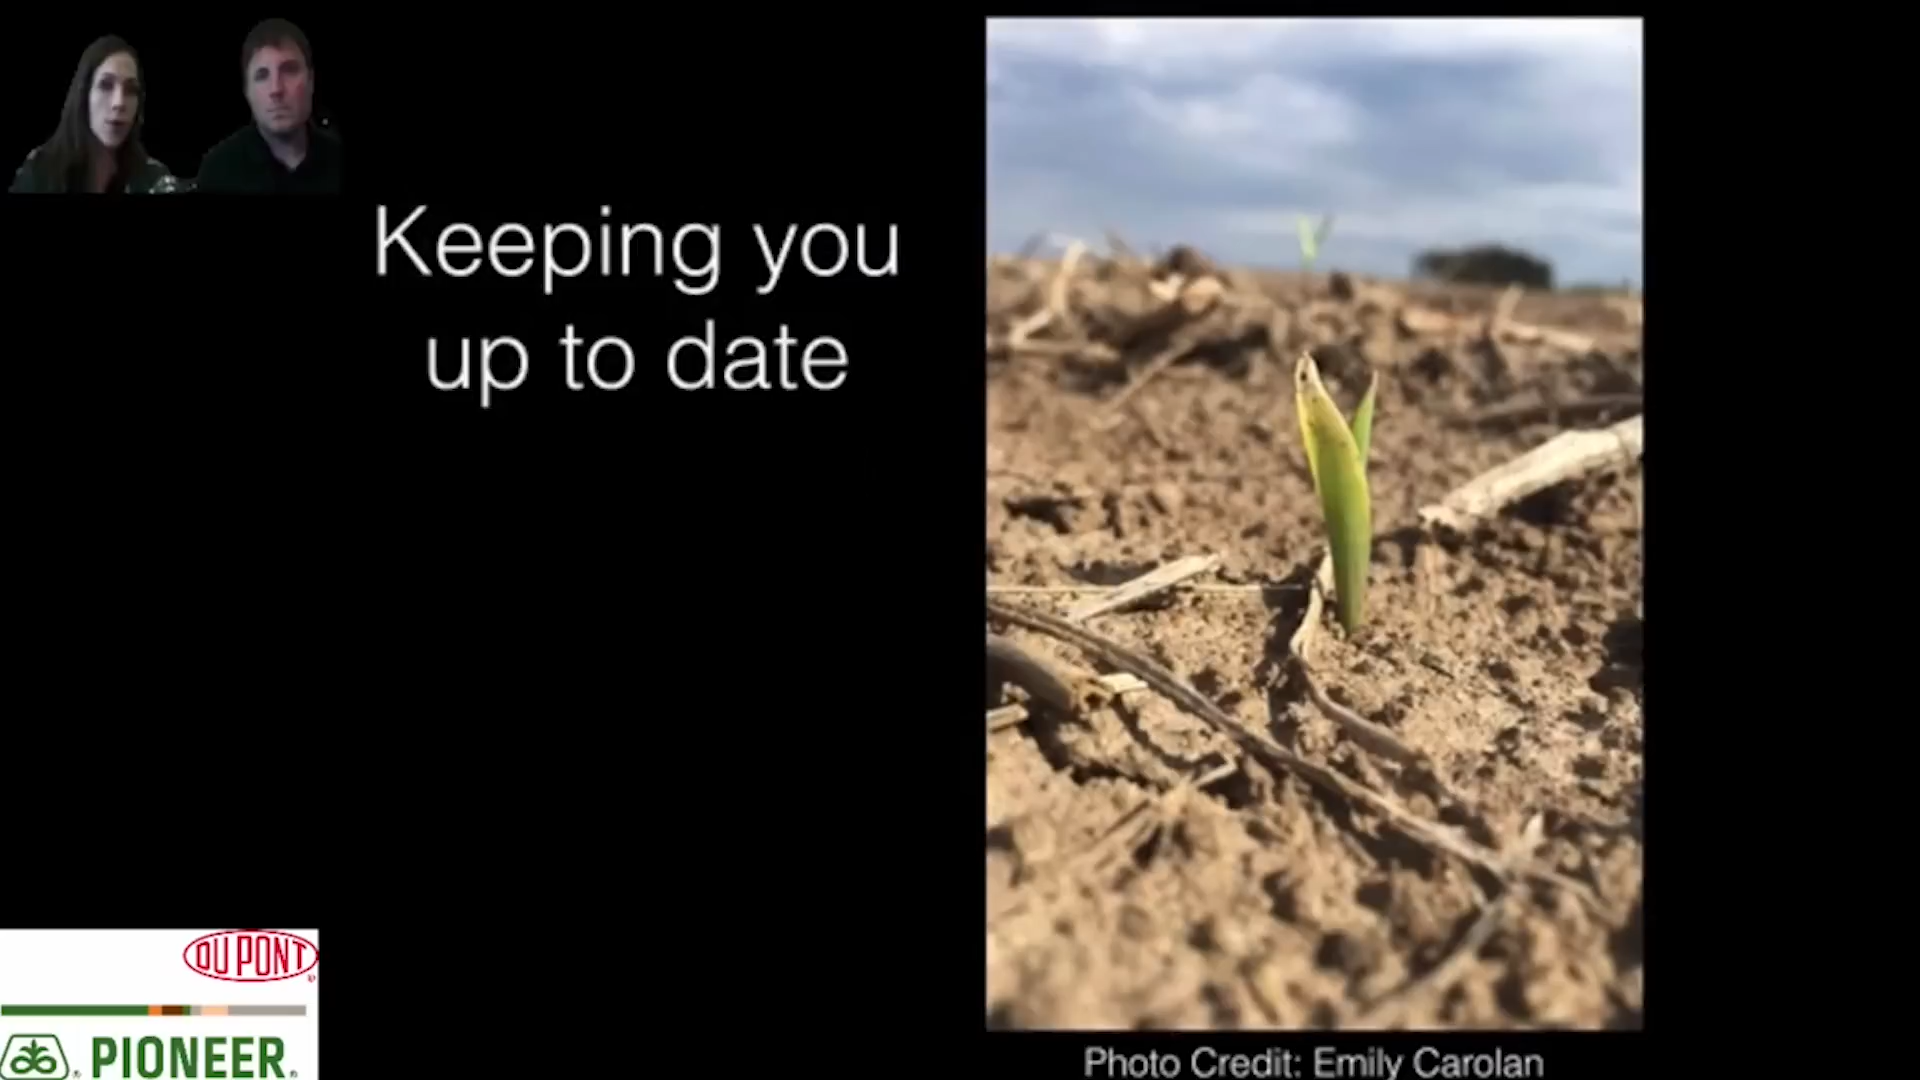 Keeping you
up to date
DUPONT
PIONEER®
Photo Credit: Emily Carolan